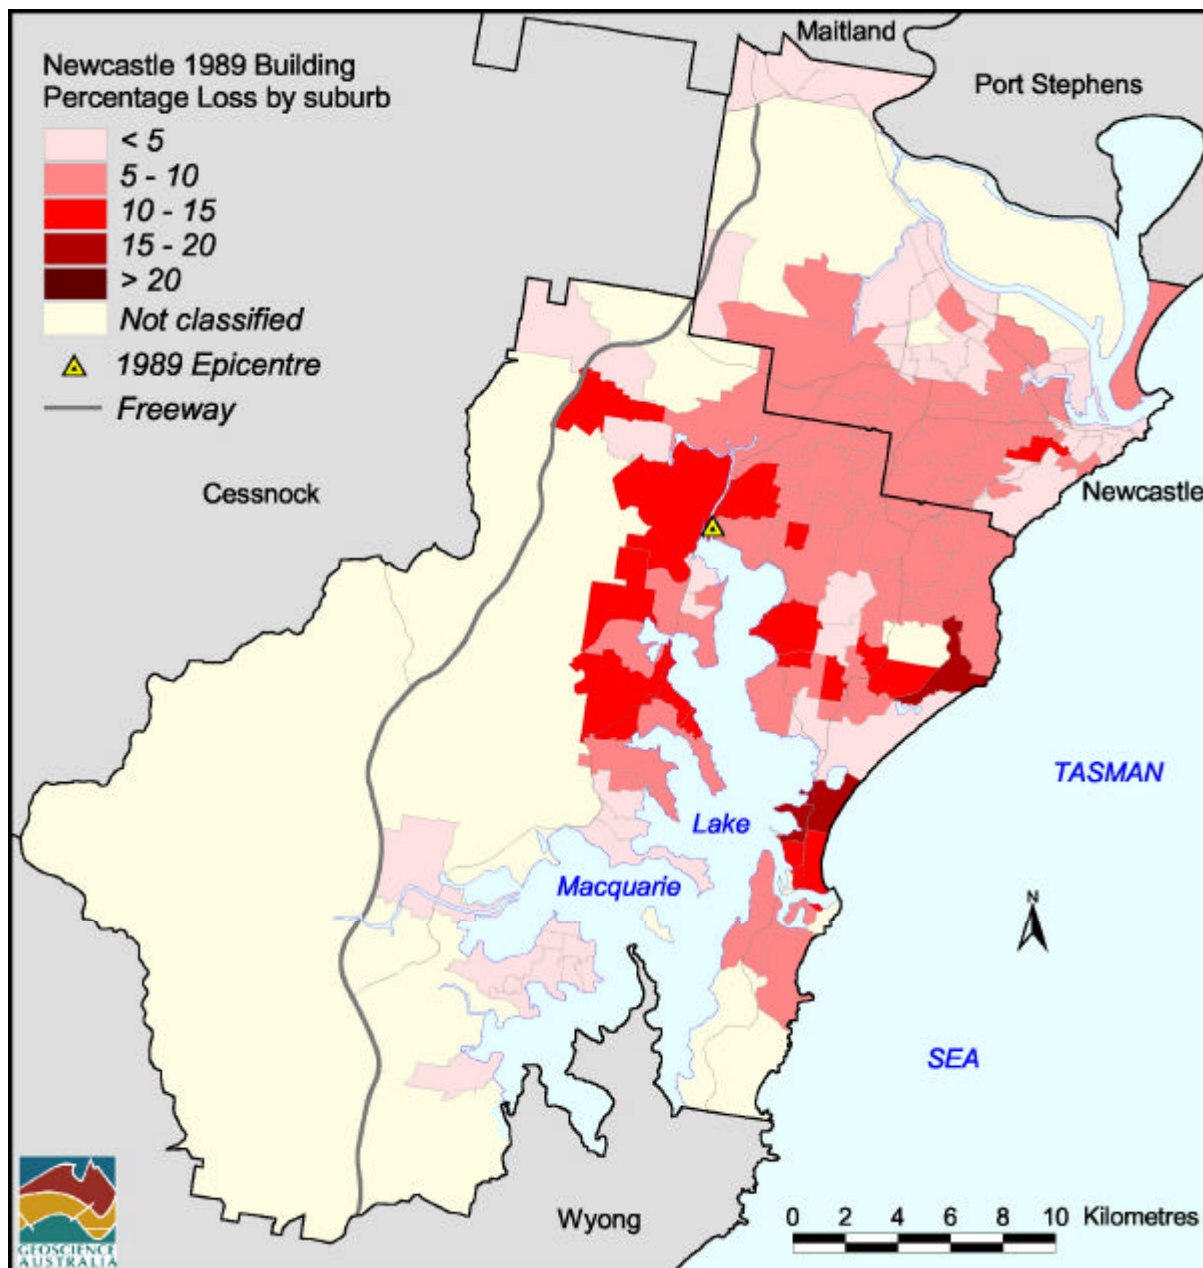 Newcastle 1989 Building
Percentage Loss by suburb
< 5
5 - 10
10 - 15
15 - 20
> 20
Not classified
1989 Epicentre
Freeway
Maitland
Port Stephens
Cessnock
Newcastle
TASMAN
Lake
Macquarie
N
SEA
Wyong
0 2 4 6 8 10 Kilometres
GEOSCIENCE
AUSTRALIA